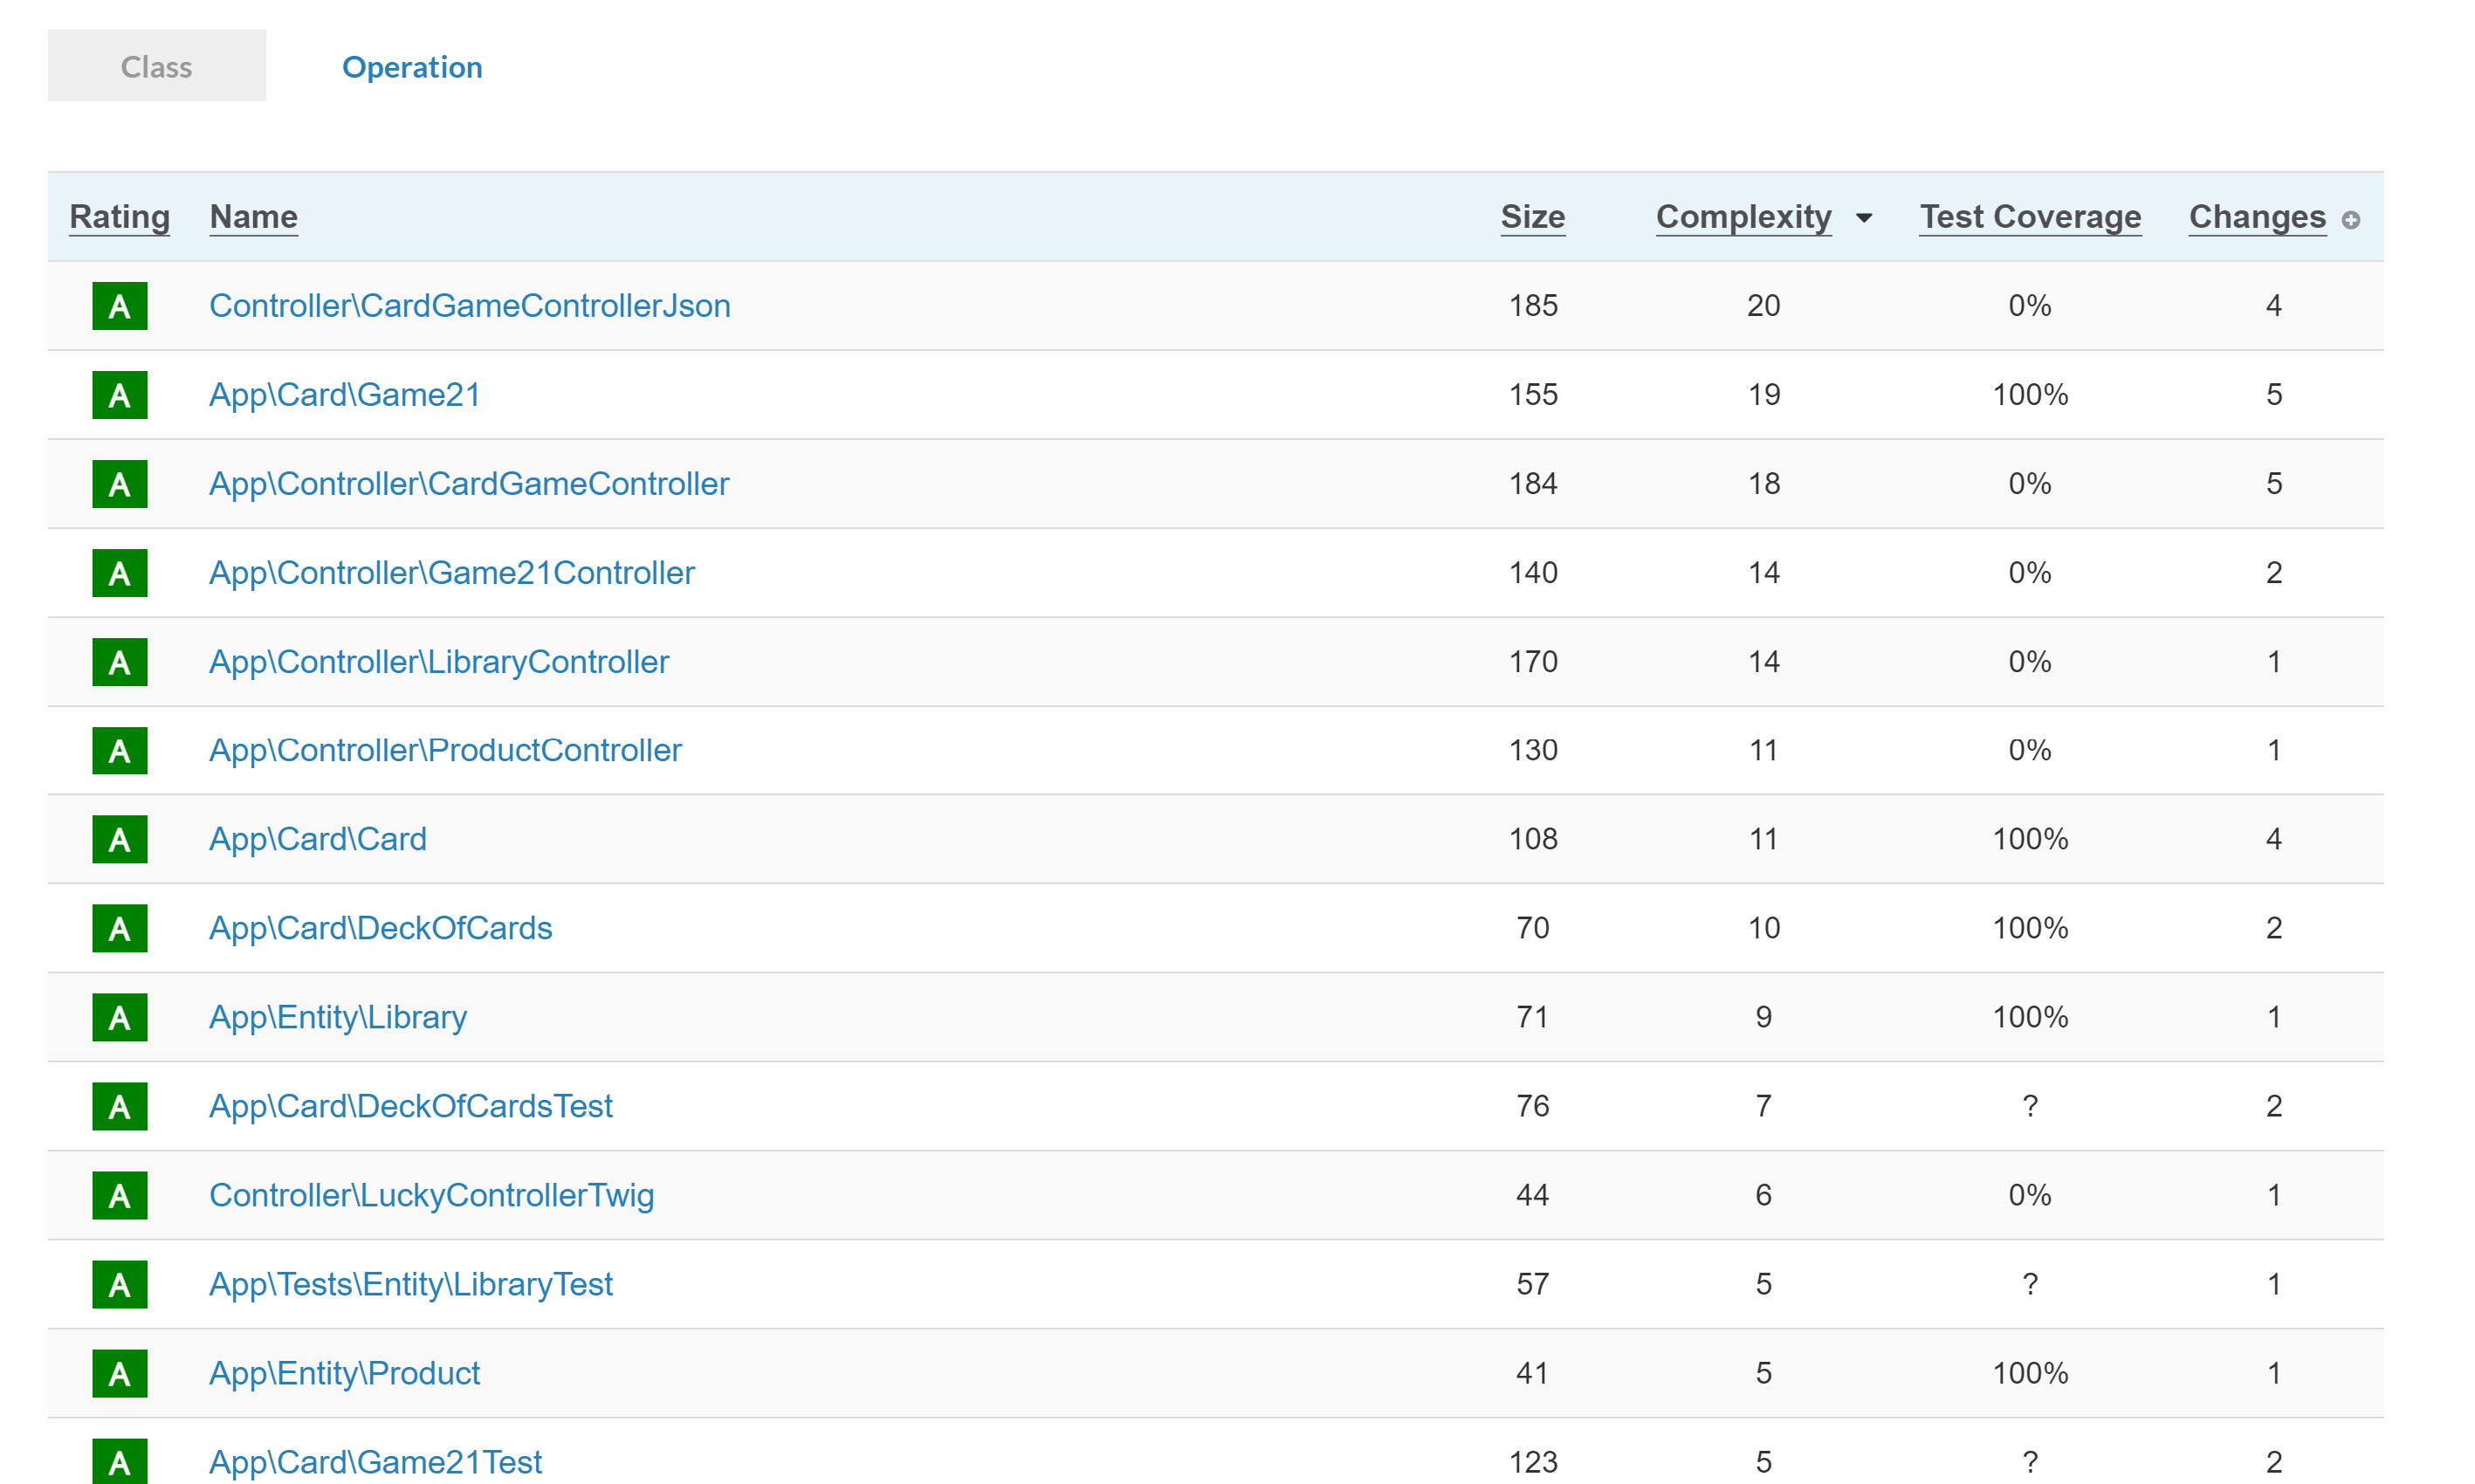 Class Operation
Rating Name Size Complexity Test Coverage Changes
A Controller\CardGameControllerJson 185 20 0% 4
A App\Card\Game21 155 19 100% 5
A App\Controller\CardGameController 184 18 0% 5
A App\Controller\Game21Controller 140 14 0% 2
A App\Controller\LibraryController 170 14 0% 1
A App\Controller\ProductController 130 11 0% 1
A App\Card\Card 108 11 100% 4
A App\Card\DeckOfCards 70 10 100% 2
A App\Entity\Library 71 9 100% 1
A App\Card\DeckOfCardsTest 76 7 ? 2
A Controller\LuckyControllerTwig 44 6 0% 1
A App\Tests\Entity\LibraryTest 57 5 ? 1
A App\Entity\Product 41 5 100% 1
A App\Card\Game21Test 123 5 ? 2